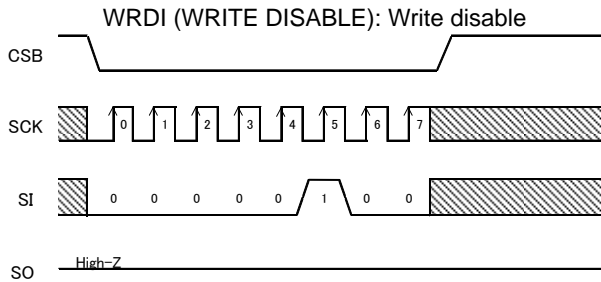 WRDI (WRITE DISABLE): Write disable
CSB
SCK 0 1 2 3 4 5 6 7
SI 0 0 0 0 0 1 0 0
High-Z
SO